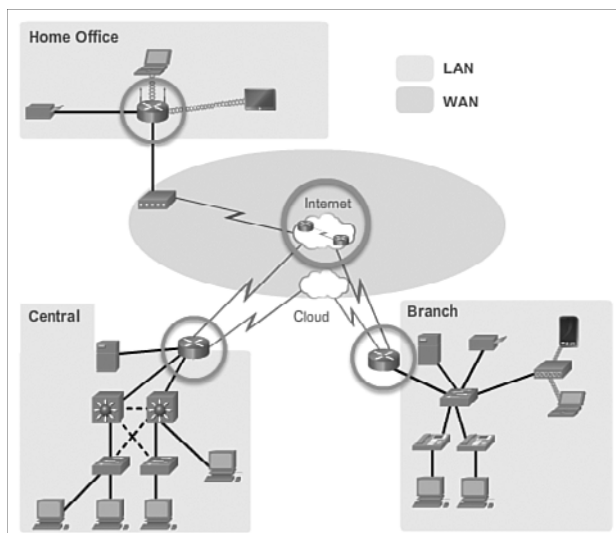 Home Office
LAN
WAN
Internet
Cloud
Central
Branch